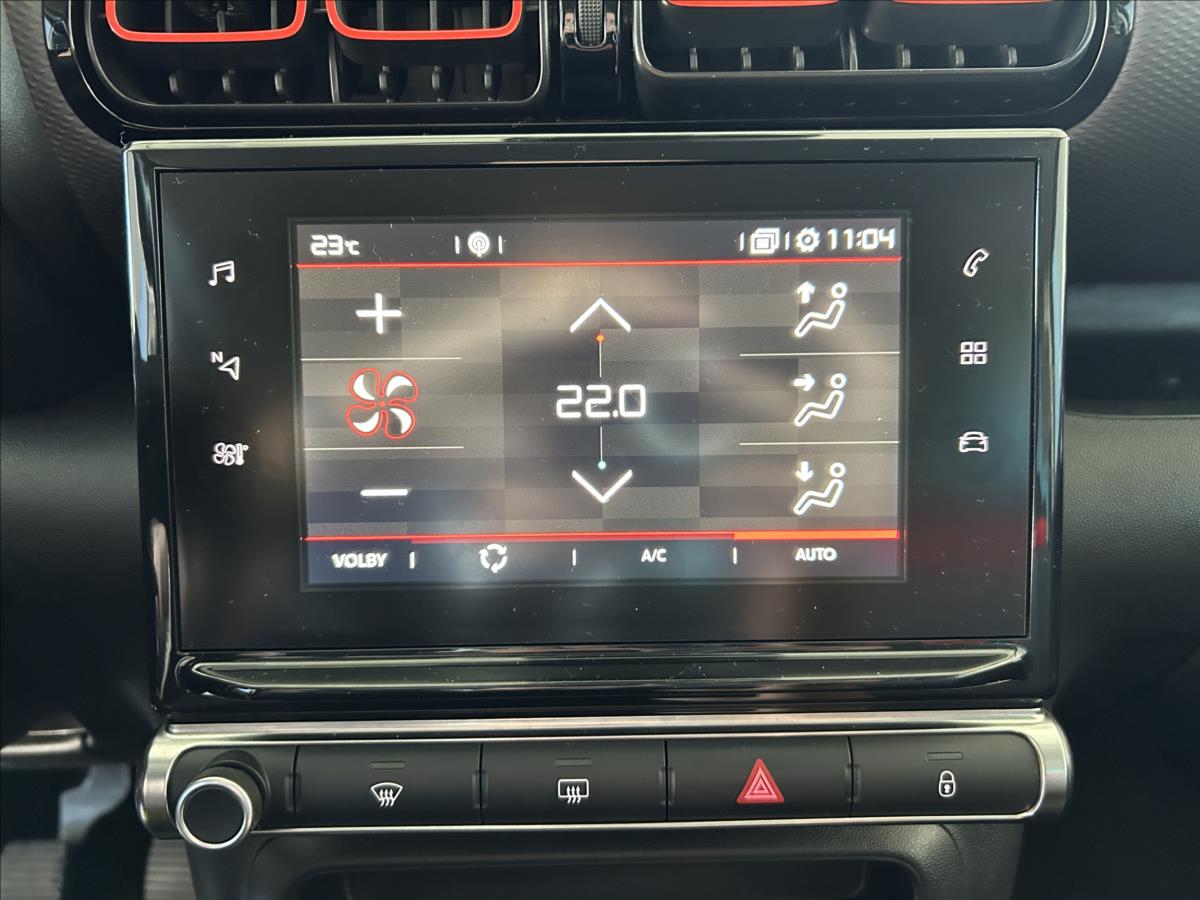 23°C
11:04
N
22.0
VOLBY
A/C
AUTO